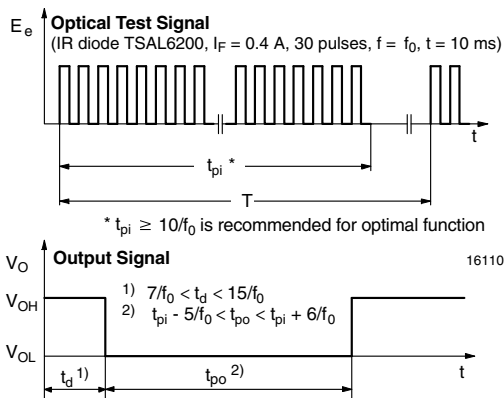 E_e
Optical Test Signal
(IR diode TSAL6200, I_F = 0.4 A, 30 pulses, f = f_0, t = 10 ms)
t
t_pi *
T
* t_pi ≥ 10/f_0 is recommended for optimal function
V_O Output Signal 16110
V_OH
1) 7/f_0 < t_d < 15/f_0
2) t_pi - 5/f_0 < t_po < t_pi + 6/f_0
V_OL
t
t_d 1) t_po 2)